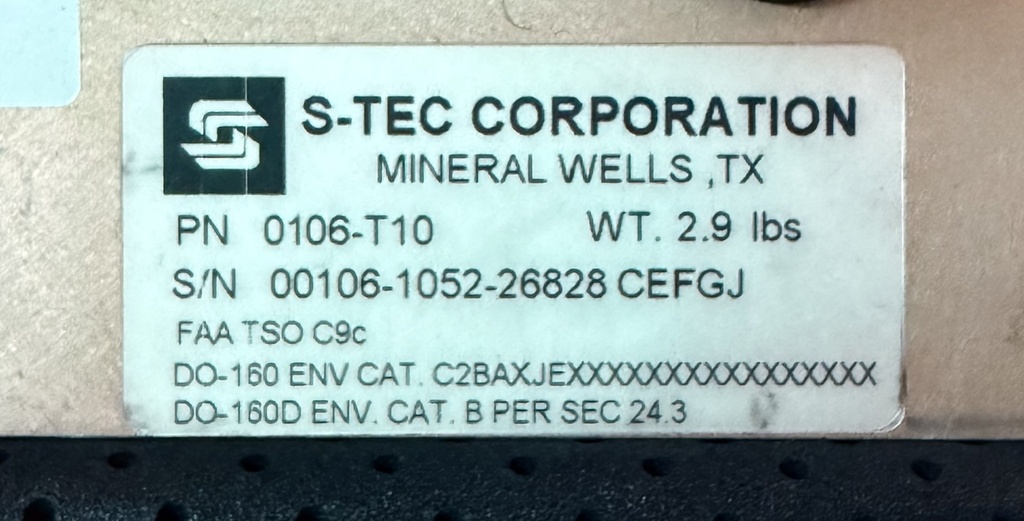 S-TEC CORPORATION
MINERAL WELLS ,TX
PN 0106-T10 WT. 2.9 lbs
S/N 00106-1052-26828 CEFGJ
FAA TSO C9c
DO-160 ENV CAT. C2BAXJEXXXXXXXXXXXXXXXXX
DO-160D ENV. CAT. B PER SEC 24.3